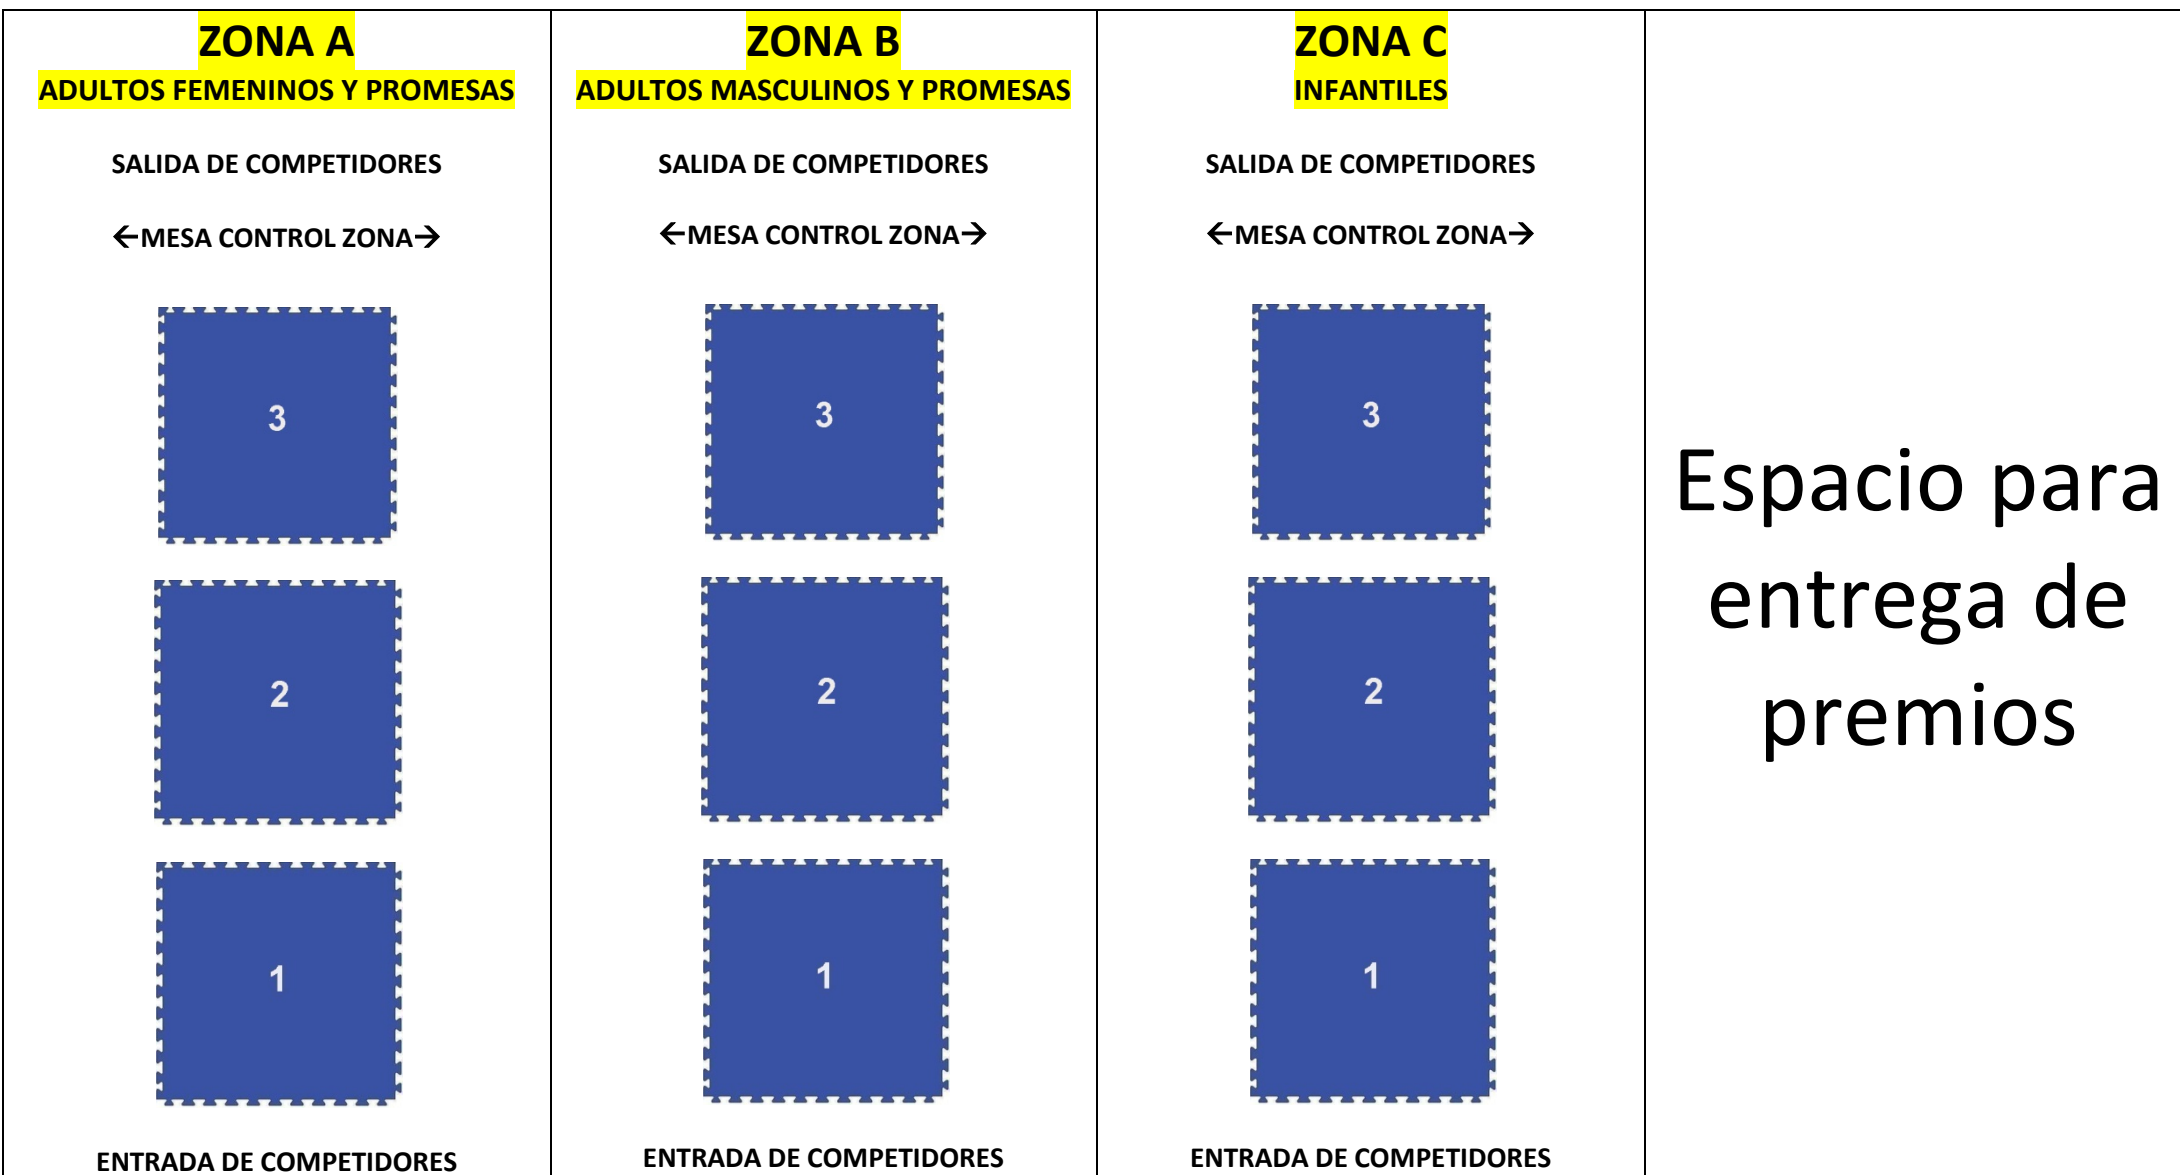 ZONA A
ADULTOS FEMENINOS Y PROMESAS
SALIDA DE COMPETIDORES
←MESA CONTROL ZONA→
3
2
1
ENTRADA DE COMPETIDORES
ZONA B
ADULTOS MASCULINOS Y PROMESAS
SALIDA DE COMPETIDORES
←MESA CONTROL ZONA→
3
2
1
ENTRADA DE COMPETIDORES
ZONA C
INFANTILES
SALIDA DE COMPETIDORES
←MESA CONTROL ZONA→
3
2
1
ENTRADA DE COMPETIDORES
Espacio para
entrega de
premios